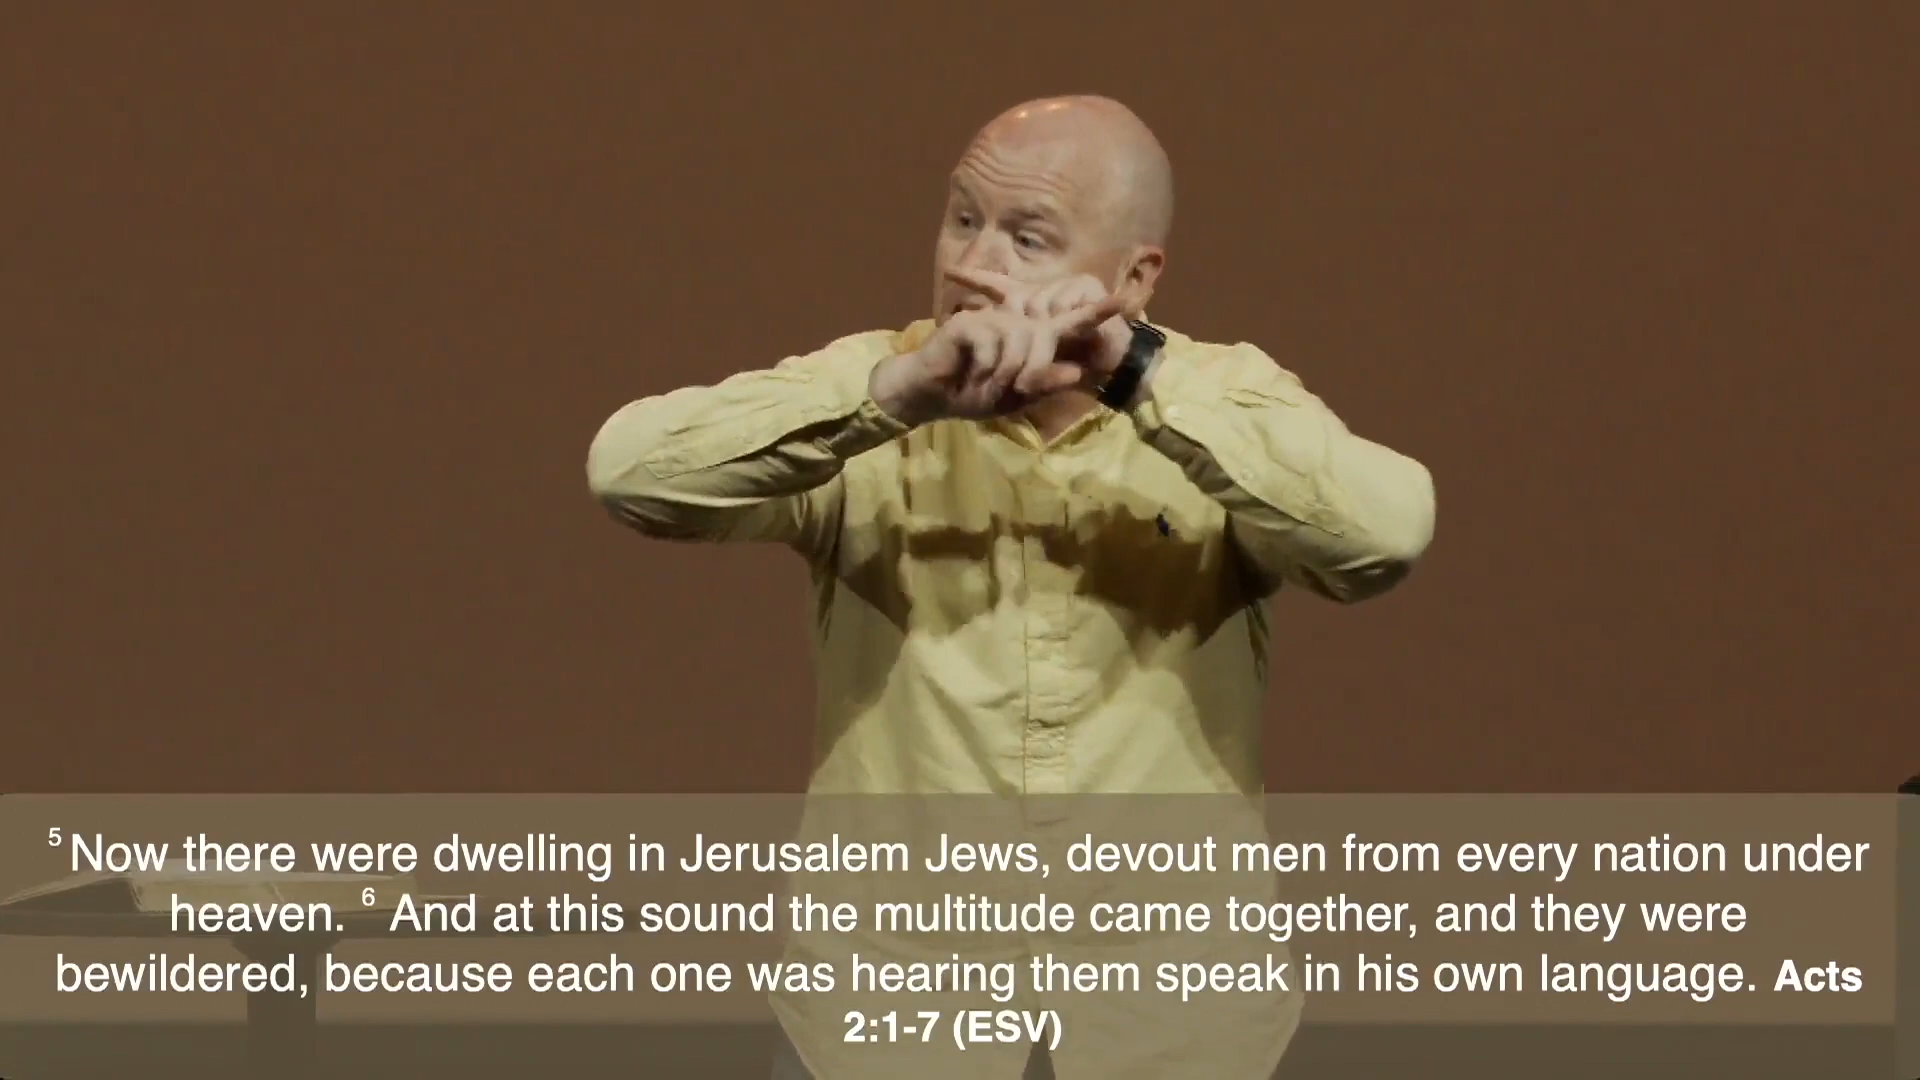 5 Now there were dwelling in Jerusalem Jews, devout men from every nation under
heaven. 6 And at this sound the multitude came together, and they were
bewildered, because each one was hearing them speak in his own language. Acts
2:1-7 (ESV)